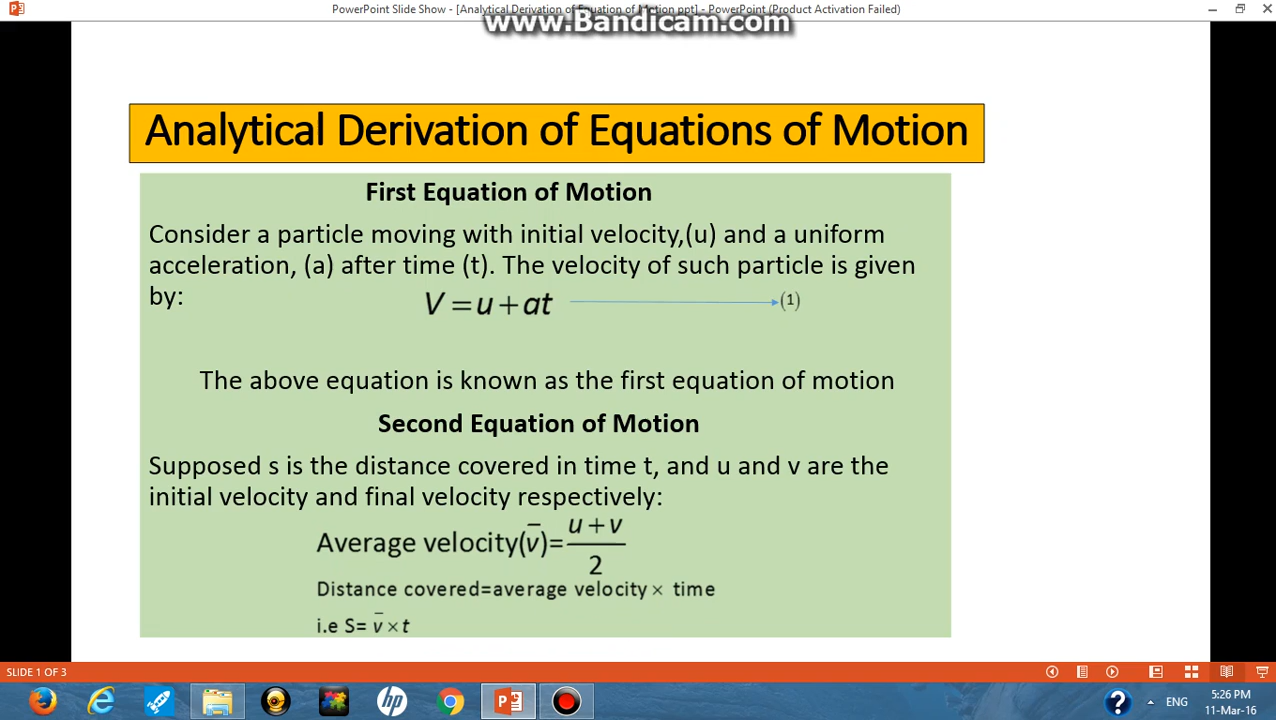 PowerPoint Slide Show - [Analytical Derivation of Equation of Motion ppt] - PowerPoint (Product Activation Failed)
www.Bandicam.com
Analytical Derivation of Equations of Motion
First Equation of Motion
Consider a particle moving with initial velocity,(u) and a uniform
acceleration, (a) after time (t). The velocity of such particle is given
by:
V = u + at (1)
The above equation is known as the first equation of motion
Second Equation of Motion
Supposed s is the distance covered in time t, and u and v are the
initial velocity and final velocity respectively:
Average velocity(v̄)= (u + v)/2
Distance covered=average velocity × time
i.e S= v̄ × t
SLIDE 1 OF 3
ENG
5:26 PM
11-Mar-16